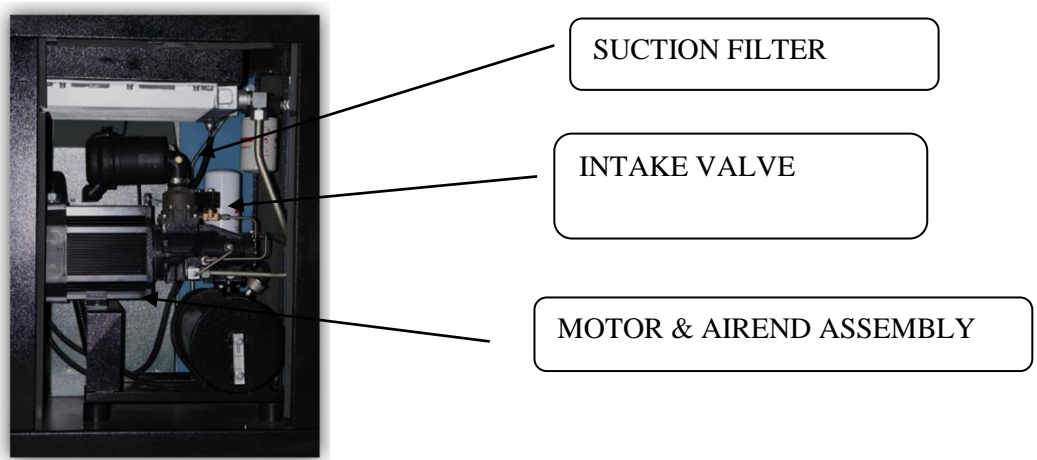 SUCTION FILTER
INTAKE VALVE
MOTOR & AIREND ASSEMBLY